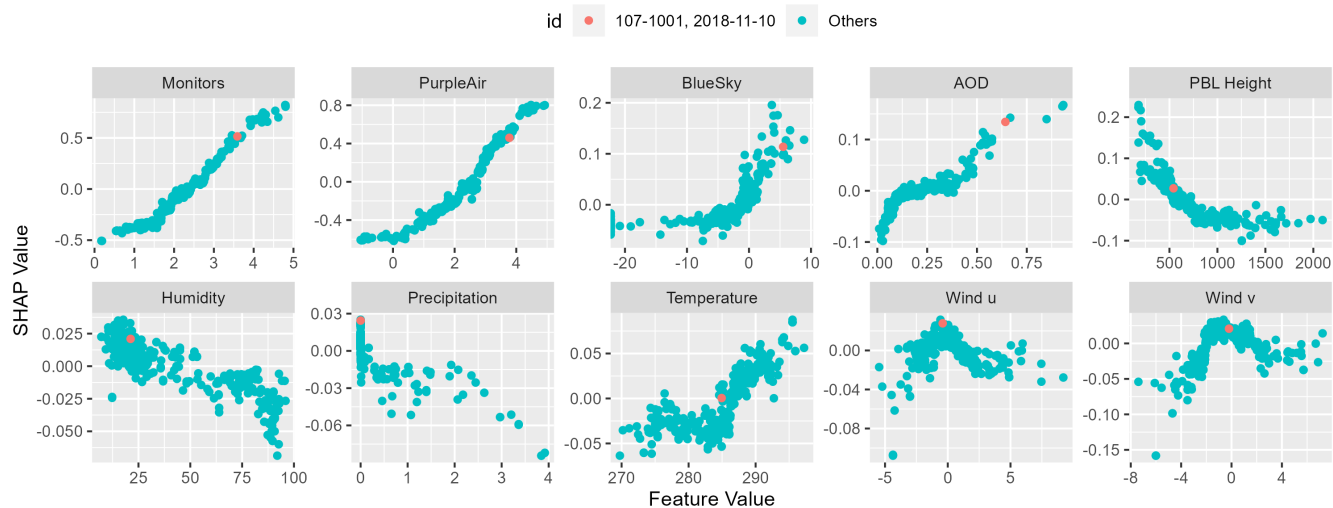 id 107-1001, 2018-11-10 Others
Monitors PurpleAir BlueSky AOD PBL Height
0.5 0.0 -0.5
0 1 2 3 4 5
0.8 0.4 0.0 -0.4
0 2 4
0.2 0.1 0.0
-20 -10 0 10
0.1 0.0 -0.1
0.00 0.25 0.50 0.75
0.2 0.1 0.0 -0.1
500 1000 1500 2000
SHAP Value
Humidity Precipitation Temperature Wind u Wind v
0.025 0.000 -0.025 -0.050
25 50 75 100
0.03 0.00 -0.03 -0.06
0 1 2 3 4
0.05 0.00 -0.05
270 280 290
0.00 -0.04 -0.08
-5 0 5
0.00 -0.05 -0.10 -0.15
-8 -4 0 4
Feature Value